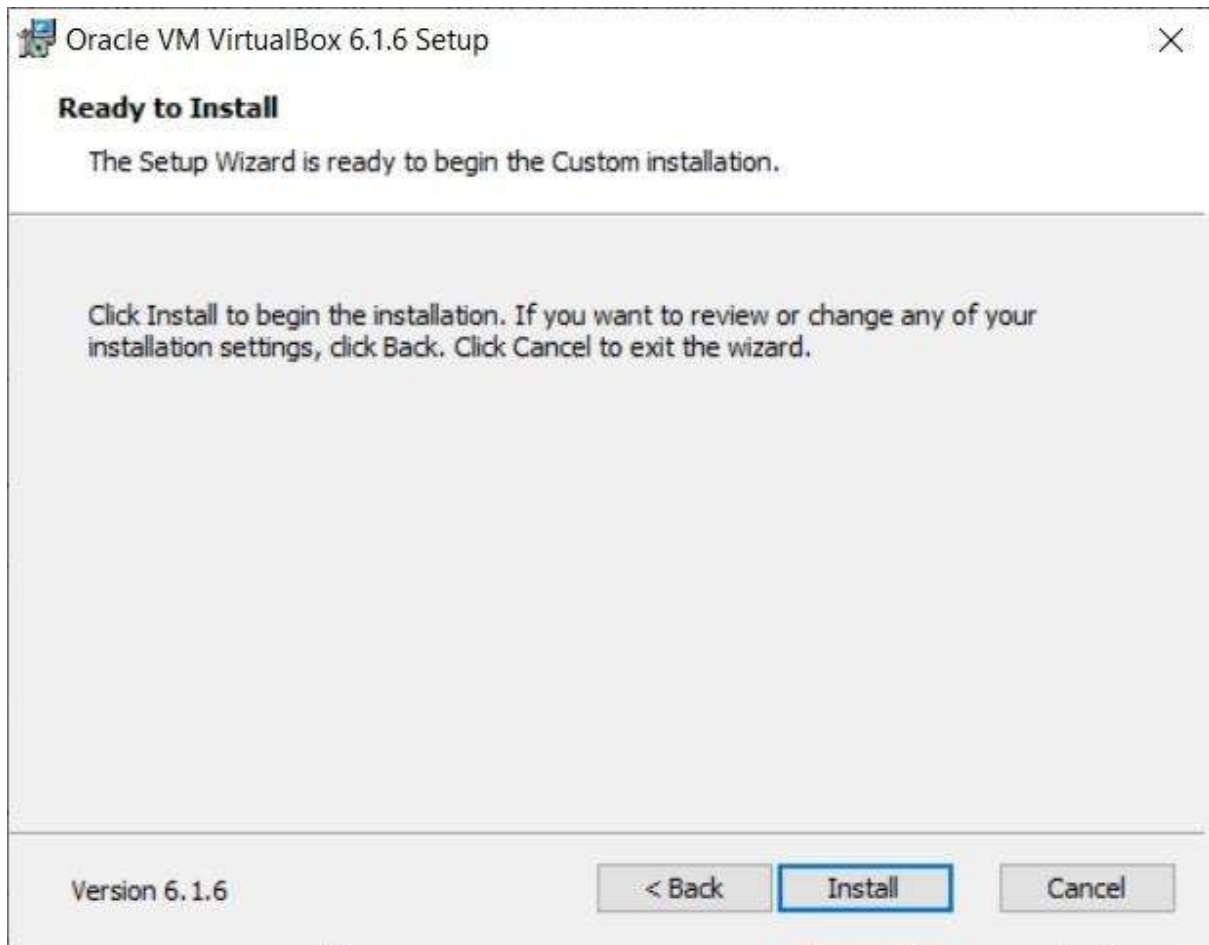 Oracle VM VirtualBox 6.1.6 Setup
Ready to Install
The Setup Wizard is ready to begin the Custom installation.
Click Install to begin the installation. If you want to review or change any of your
installation settings, click Back. Click Cancel to exit the wizard.
Version 6.1.6
< Back
Install
Cancel